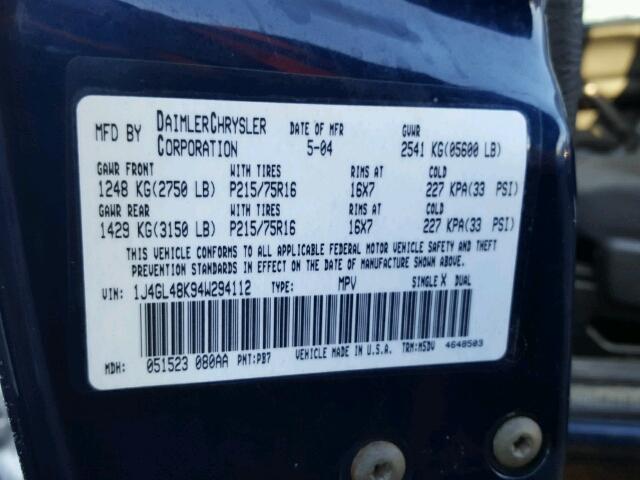 MFD BY DAIMLERCHRYSLER CORPORATION DATE OF MFR 5-04 GVWR 2541 KG(05600 LB)
GAWR FRONT WITH TIRES RIMS AT COLD
1248 KG(2750 LB) P215/75R16 16X7 227 KPA(33 PSI)
GAWR REAR WITH TIRES RIMS AT COLD
1429 KG(3150 LB) P215/75R16 16X7 227 KPA(33 PSI)
THIS VEHICLE CONFORMS TO ALL APPLICABLE FEDERAL MOTOR VEHICLE SAFETY AND THEFT
PREVENTION STANDARDS IN EFFECT ON THE DATE OF MANUFACTURE SHOWN ABOVE.
VIN: 1J4GL48K94W294112 TYPE: MPV SINGLE X DUAL
MDH: 051523 080AA PNT:PB7 VEHICLE MADE IN U.S.A. TRM:M5DV 4648503